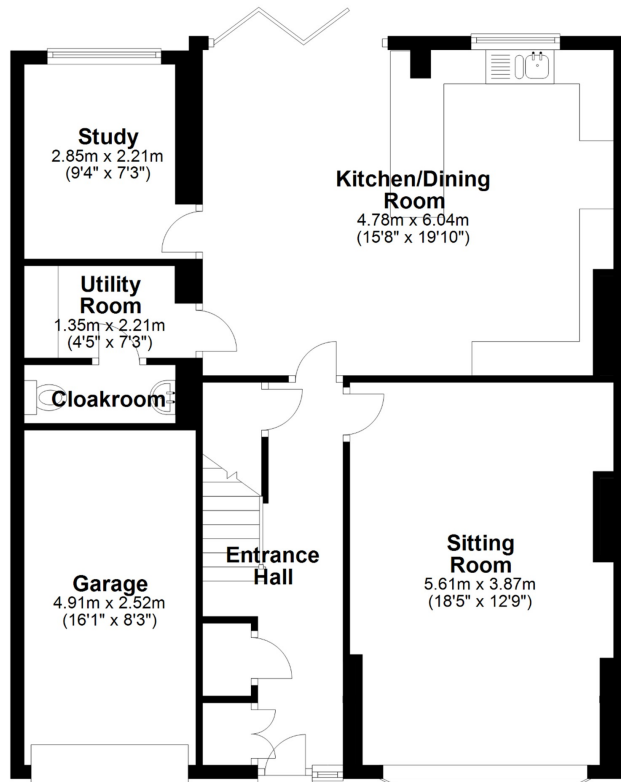 Study
2.85m x 2.21m
(9'4" x 7'3")
Kitchen/Dining
Room
4.78m x 6.04m
(15'8" x 19'10")
Utility
Room
1.35m x 2.21m
(4'5" x 7'3")
Cloakroom
Entrance
Hall
Sitting
Room
5.61m x 3.87m
(18'5" x 12'9")
Garage
4.91m x 2.52m
(16'1" x 8'3")